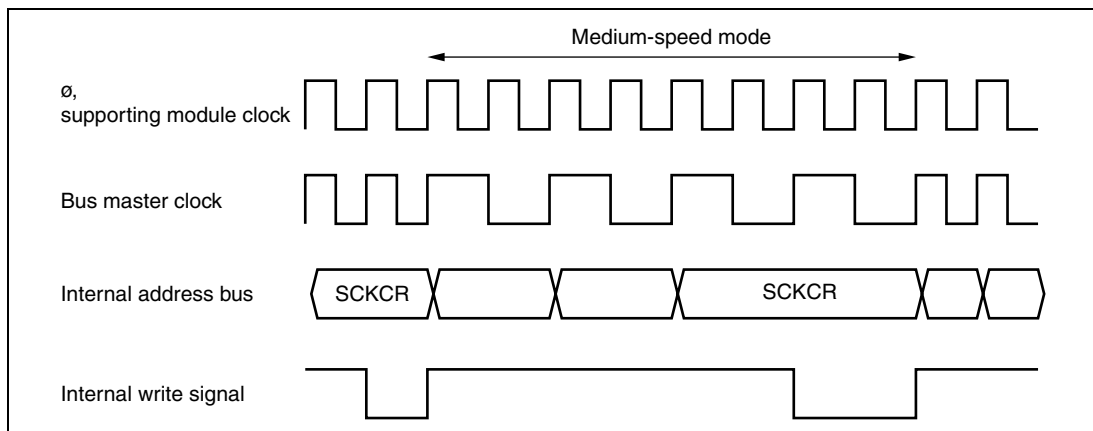 Medium-speed mode
ø,
supporting module clock
Bus master clock
Internal address bus
SCKCR
SCKCR
Internal write signal